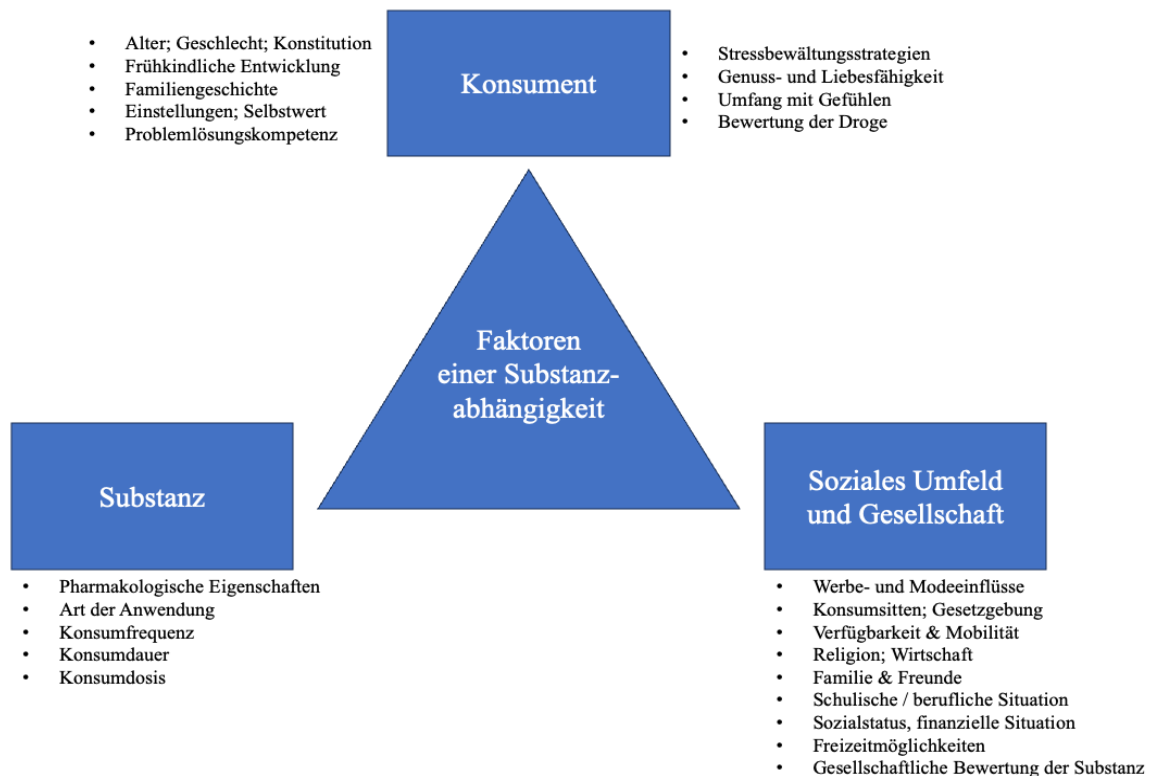 • Alter; Geschlecht; Konstitution
• Frühkindliche Entwicklung
• Familiengeschichte
• Einstellungen; Selbstwert
• Problemlösungskompetenz
Konsument
• Stressbewältungsstrategien
• Genuss- und Liebesfähigkeit
• Umfang mit Gefühlen
• Bewertung der Droge
Faktoren
einer Substanz-
abhängigkeit
Substanz
• Pharmakologische Eigenschaften
• Art der Anwendung
• Konsumfrequenz
• Konsumdauer
• Konsumdosis
Soziales Umfeld
und Gesellschaft
• Werbe- und Modeeinflüsse
• Konsumsitten; Gesetzgebung
• Verfügbarkeit & Mobilität
• Religion; Wirtschaft
• Familie & Freunde
• Schulische / berufliche Situation
• Sozialstatus, finanzielle Situation
• Freizeitmöglichkeiten
• Gesellschaftliche Bewertung der Substanz